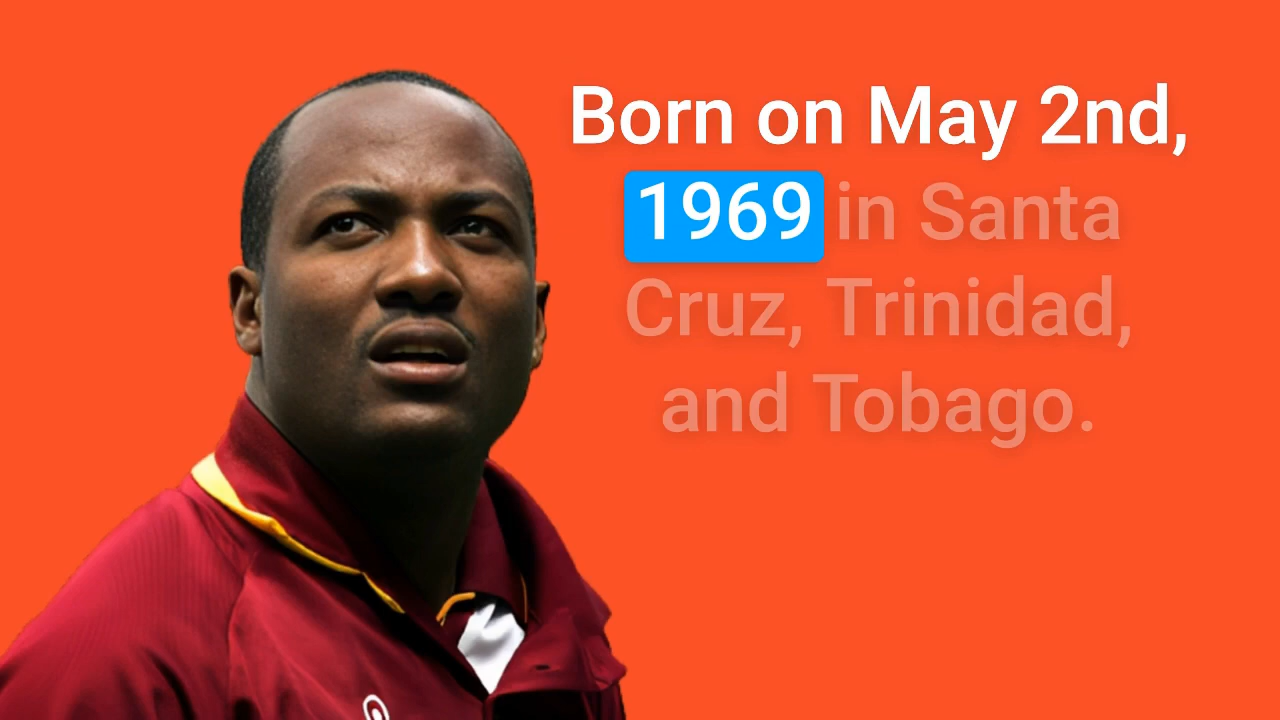 Born on May 2nd,
1969 in Santa
Cruz, Trinidad,
and Tobago.